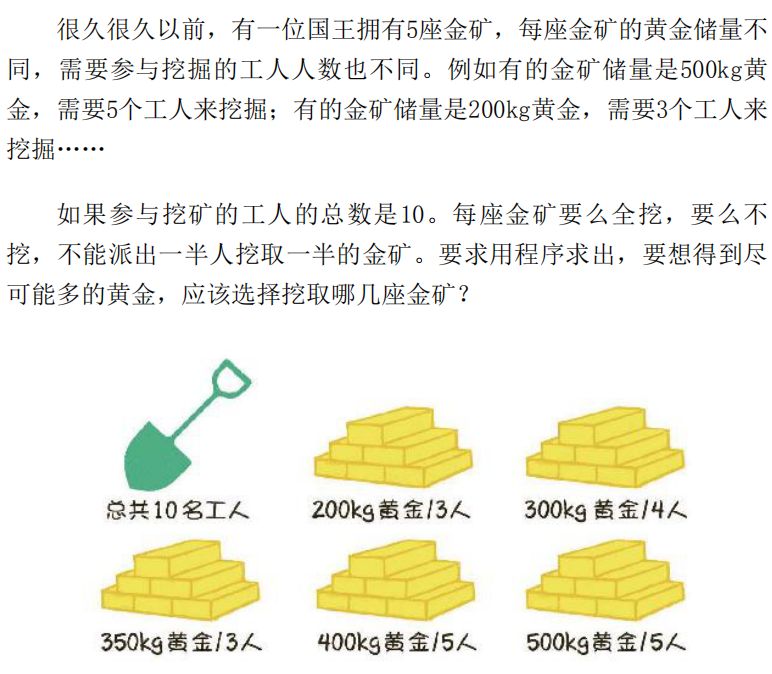 很久很久以前，有一位国王拥有5座金矿，每座金矿的黄金储量不
同，需要参与挖掘的工人人数也不同。例如有的金矿储量是500kg黄
金，需要5个工人来挖掘；有的金矿储量是200kg黄金，需要3个工人来
挖掘……
如果参与挖矿的工人的总数是10。每座金矿要么全挖，要么不
挖，不能派出一半人挖取一半的金矿。要求用程序求出，要想得到尽
可能多的黄金，应该选择挖取哪几座金矿？
总共10名工人
200kg黄金/3人
300kg黄金/4人
350kg黄金/3人
400kg黄金/5人
500kg黄金/5人